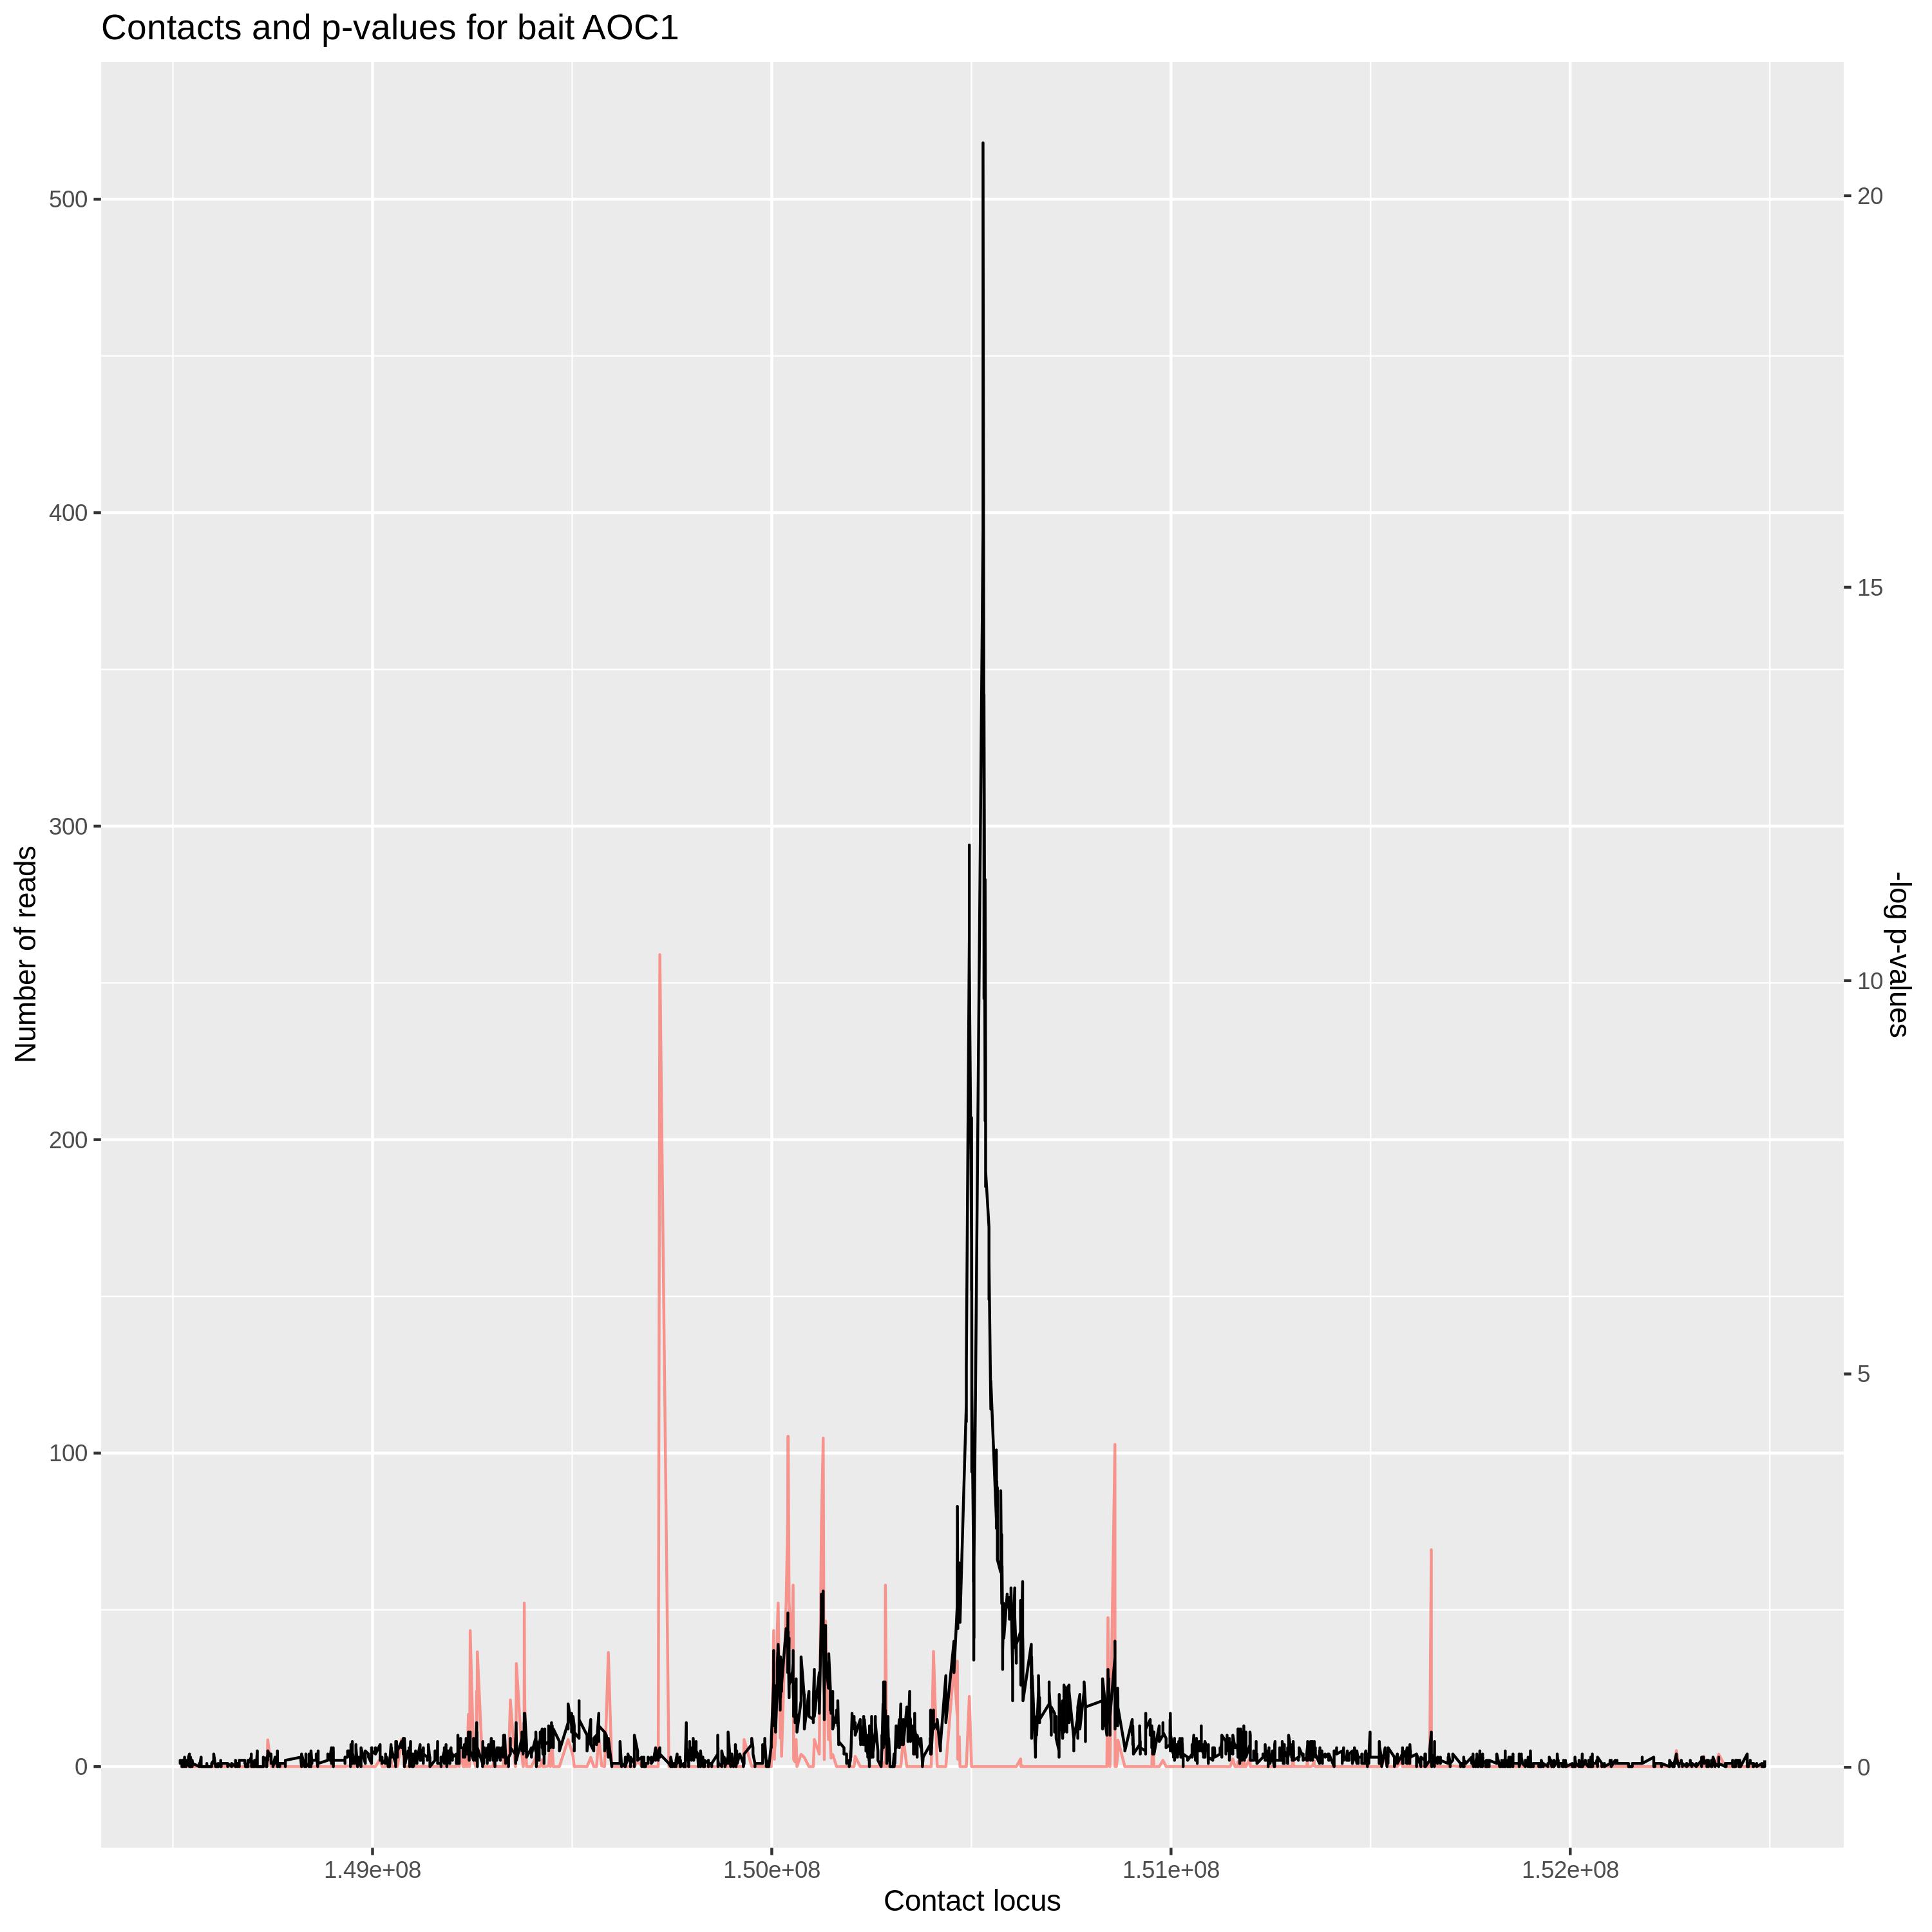 Contacts and p-values for bait AOC1
500
400
300
200
100
0
Number of reads
20
15
10
5
0
-log p-values
1.49e+08
1.50e+08
1.51e+08
1.52e+08
Contact locus